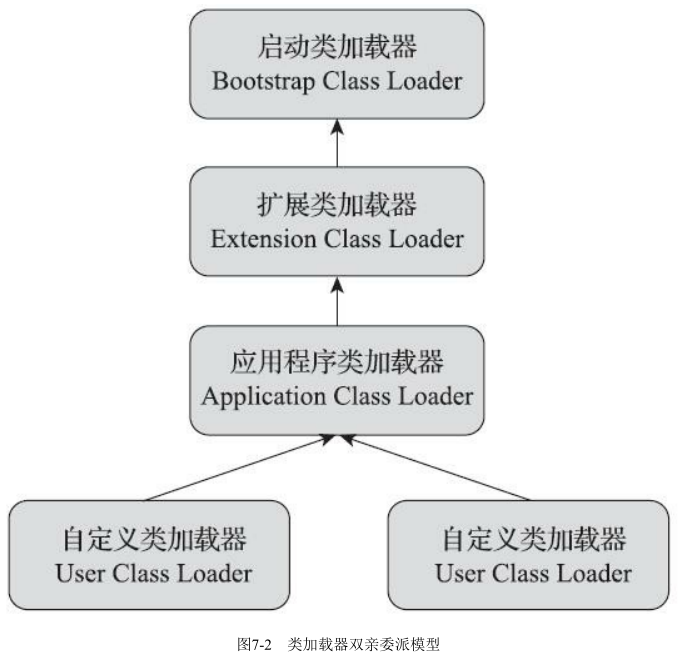 启动类加载器
Bootstrap Class Loader
扩展类加载器
Extension Class Loader
应用程序类加载器
Application Class Loader
自定义类加载器
User Class Loader
自定义类加载器
User Class Loader
图7-2 类加载器双亲委派模型